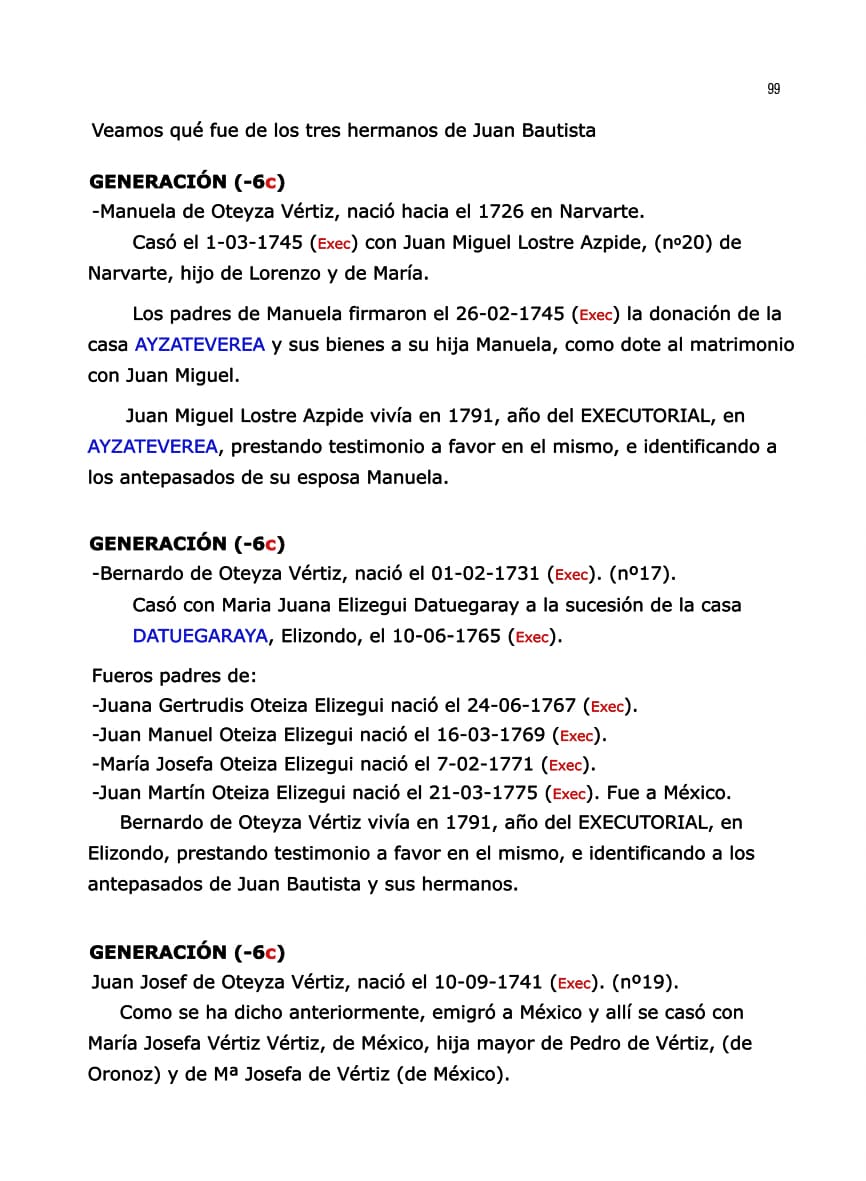 99
Veamos qué fue de los tres hermanos de Juan Bautista
GENERACIÓN (-6c)
-Manuela de Oteyza Vértiz, nació hacia el 1726 en Narvarte.
Casó el 1-03-1745 (Exec) con Juan Miguel Lostre Azpide, (nº20) de
Narvarte, hijo de Lorenzo y de María.
Los padres de Manuela firmaron el 26-02-1745 (Exec) la donación de la
casa AYZATEVEREA y sus bienes a su hija Manuela, como dote al matrimonio
con Juan Miguel.
Juan Miguel Lostre Azpide vivía en 1791, año del EXECUTORIAL, en
AYZATEVEREA, prestando testimonio a favor en el mismo, e identificando a
los antepasados de su esposa Manuela.
GENERACIÓN (-6c)
-Bernardo de Oteyza Vértiz, nació el 01-02-1731 (Exec). (nº17).
Casó con Maria Juana Elizegui Datuegaray a la sucesión de la casa
DATUEGARAYA, Elizondo, el 10-06-1765 (Exec).
Fueros padres de:
-Juana Gertrudis Oteiza Elizegui nació el 24-06-1767 (Exec).
-Juan Manuel Oteiza Elizegui nació el 16-03-1769 (Exec).
-María Josefa Oteiza Elizegui nació el 7-02-1771 (Exec).
-Juan Martín Oteiza Elizegui nació el 21-03-1775 (Exec). Fue a México.
Bernardo de Oteyza Vértiz vivía en 1791, año del EXECUTORIAL, en
Elizondo, prestando testimonio a favor en el mismo, e identificando a los
antepasados de Juan Bautista y sus hermanos.
GENERACIÓN (-6c)
Juan Josef de Oteyza Vértiz, nació el 10-09-1741 (Exec). (nº19).
Como se ha dicho anteriormente, emigró a México y allí se casó con
María Josefa Vértiz Vértiz, de México, hija mayor de Pedro de Vértiz, (de
Oronoz) y de Mª Josefa de Vértiz (de México).